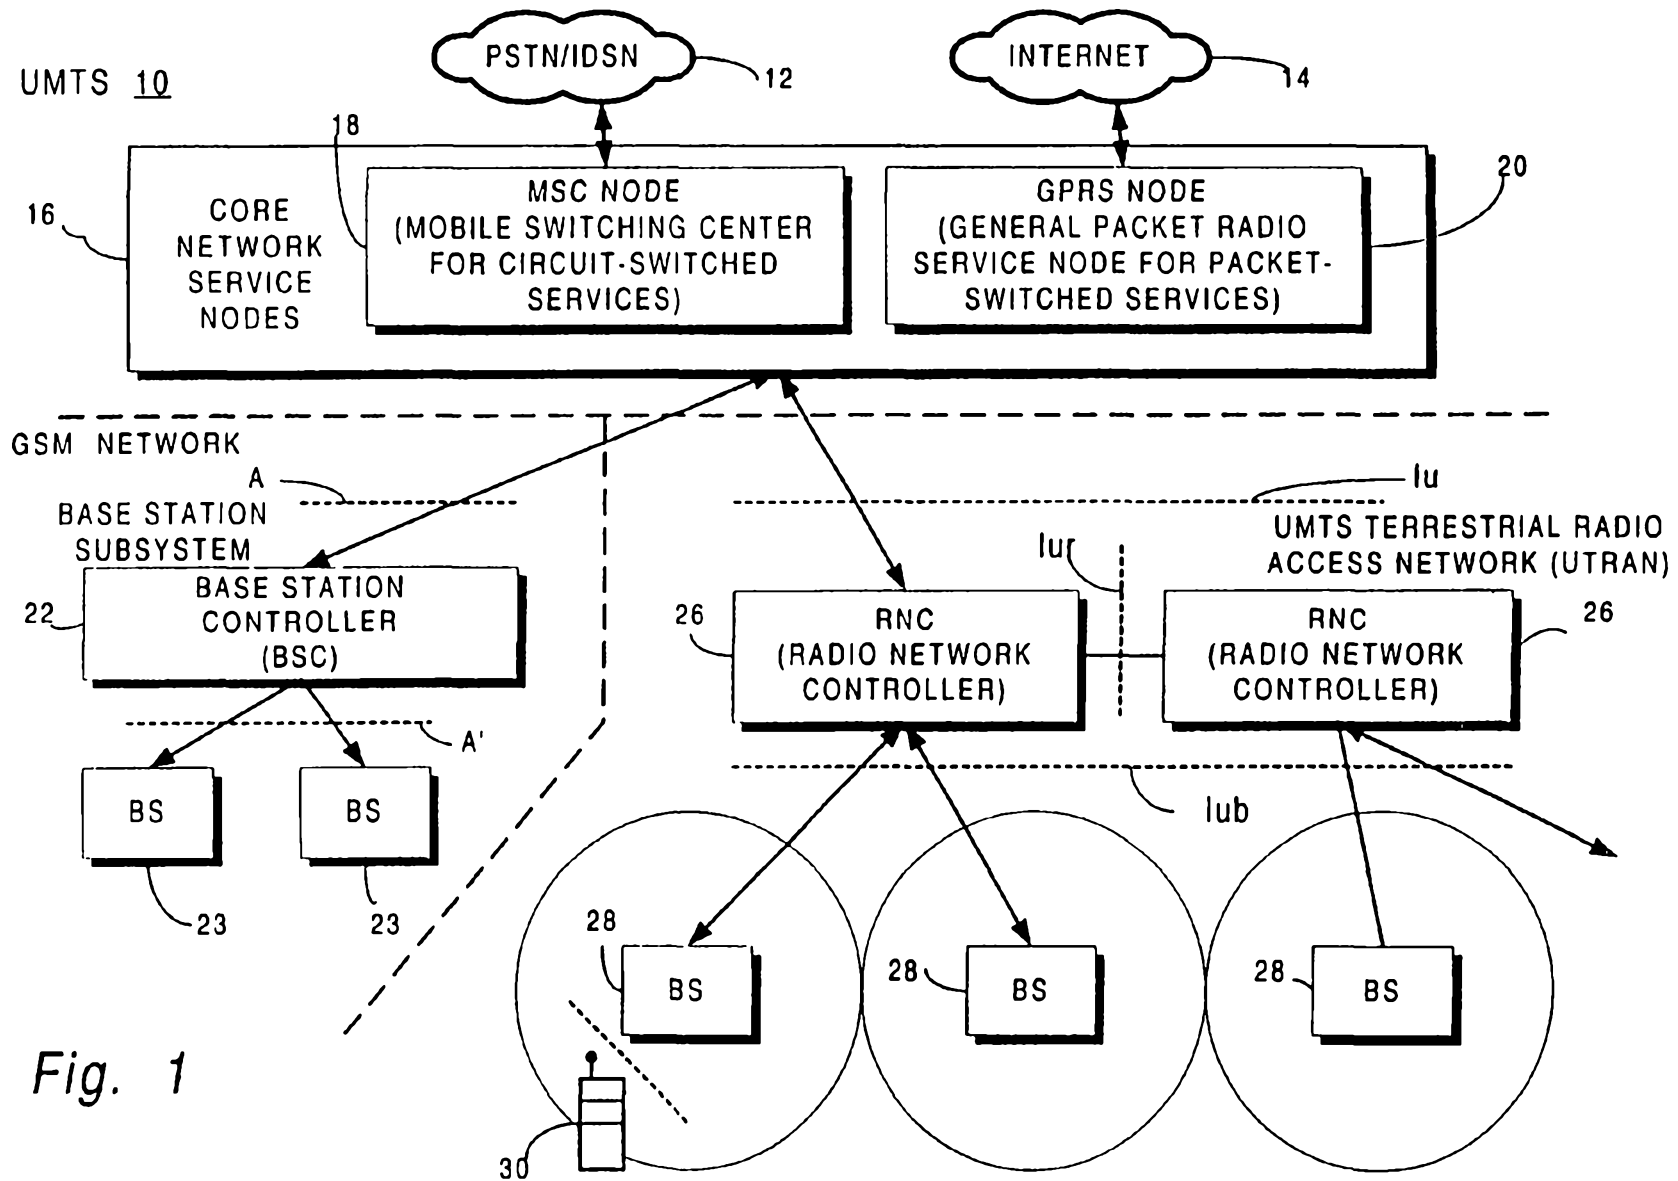 PSTN/IDSN
12
INTERNET
14
UMTS 10
18
20
16
CORE
NETWORK
SERVICE
NODES
MSC NODE
(MOBILE SWITCHING CENTER
FOR CIRCUIT-SWITCHED
SERVICES)
GPRS NODE
(GENERAL PACKET RADIO
SERVICE NODE FOR PACKET-
SWITCHED SERVICES)
GSM NETWORK
A
BASE STATION
SUBSYSTEM
Iu
UMTS TERRESTRIAL RADIO
ACCESS NETWORK (UTRAN)
Iur
22
BASE STATION
CONTROLLER
(BSC)
26
RNC
(RADIO NETWORK
CONTROLLER)
RNC
(RADIO NETWORK
CONTROLLER)
26
A'
BS
BS
23
23
Iub
28
BS
28
BS
28
BS
30
Fig. 1